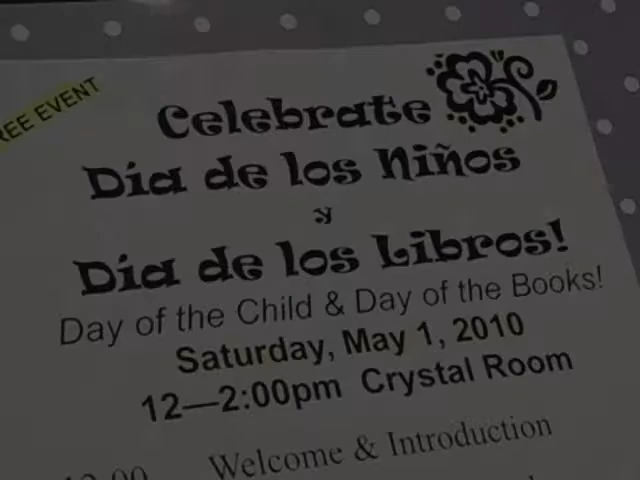 REE EVENT
Celebrate
Día de los Niños
y
Día de los Libros!
Day of the Child & Day of the Books!
Saturday, May 1, 2010
12—2:00pm Crystal Room
Welcome & Introduction